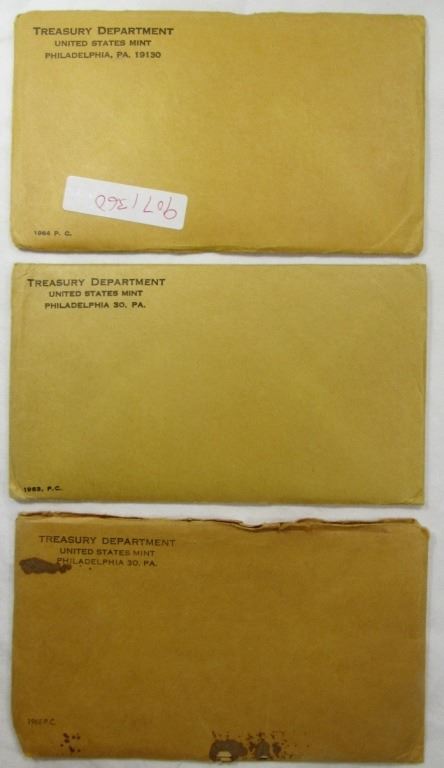 TREASURY DEPARTMENT
UNITED STATES MINT
PHILADELPHIA, PA. 19130
9071360
1964 P. C.
TREASURY DEPARTMENT
UNITED STATES MINT
PHILADELPHIA 30, PA.
1963, P.C.
TREASURY DEPARTMENT
UNITED STATES MINT
PHILADELPHIA 30, PA.
P.C.